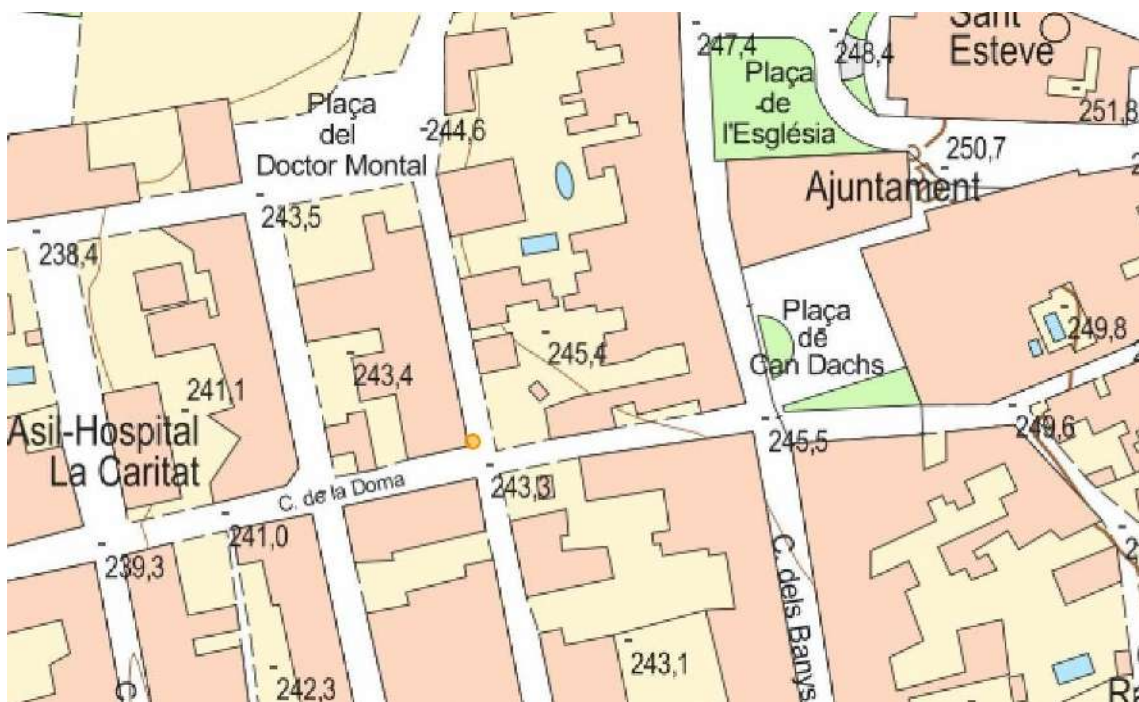 Sant
Esteve
247,4
248,4
Plaça
de
l'Església
251,8
Plaça
del
Doctor Montal
244,6
250,7
Ajuntament
243,5
238,4
Plaça
de
Can Dachs
249,8
245,4
243,4
241,1
Asil-Hospital
La Caritat
245,5
249,6
C. de la Doma
243,3
241,0
239,3
C. dels Banys
243,1
242,3
C